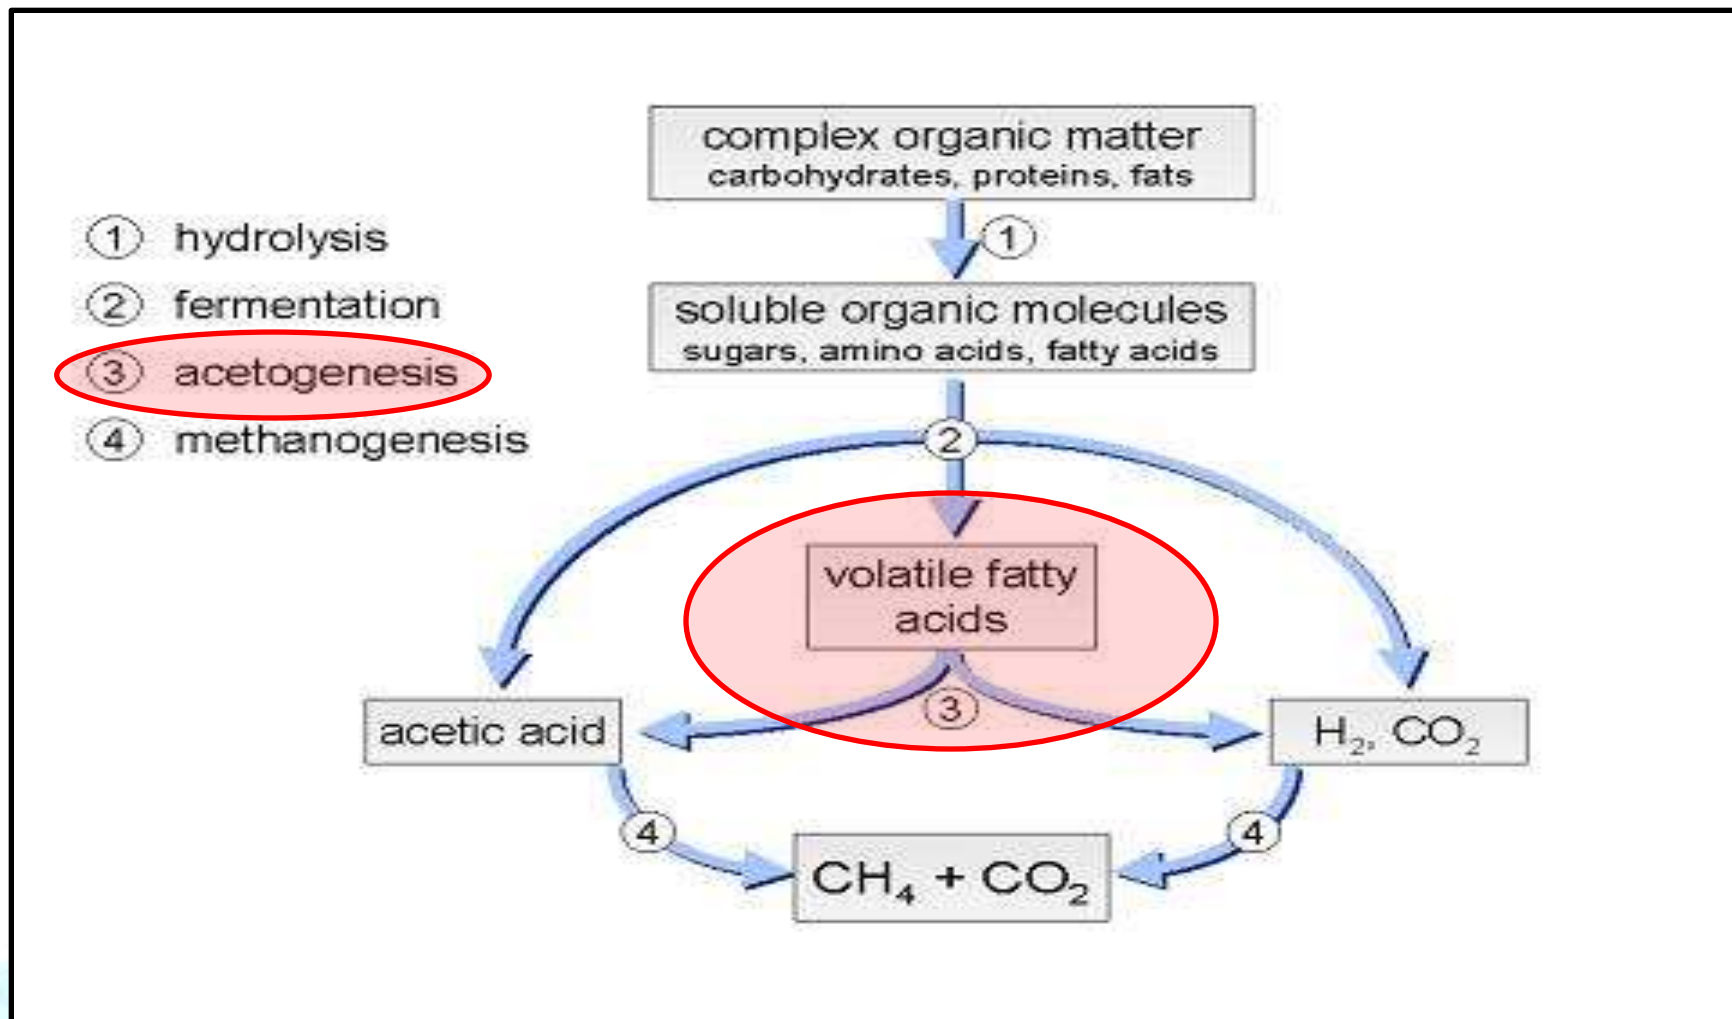 complex organic matter
carbohydrates, proteins, fats
① hydrolysis
② fermentation
③ acetogenesis
④ methanogenesis
①
soluble organic molecules
sugars, amino acids, fatty acids
②
volatile fatty
acids
③
acetic acid
H₂, CO₂
④
④
CH₄ + CO₂